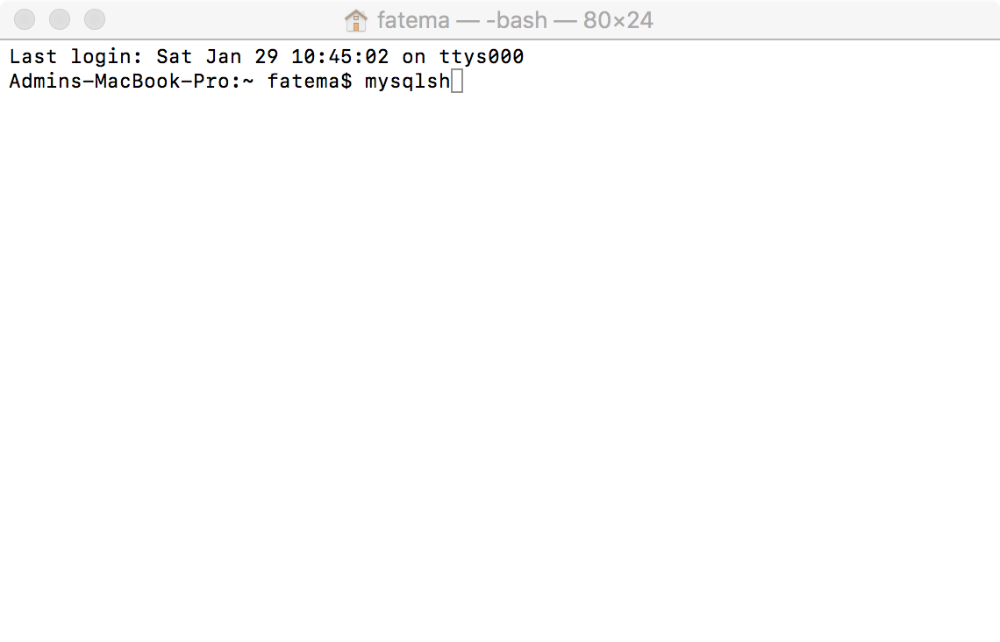 fatema — -bash — 80×24
Last login: Sat Jan 29 10:45:02 on ttys000
Admins-MacBook-Pro:~ fatema$ mysqlsh